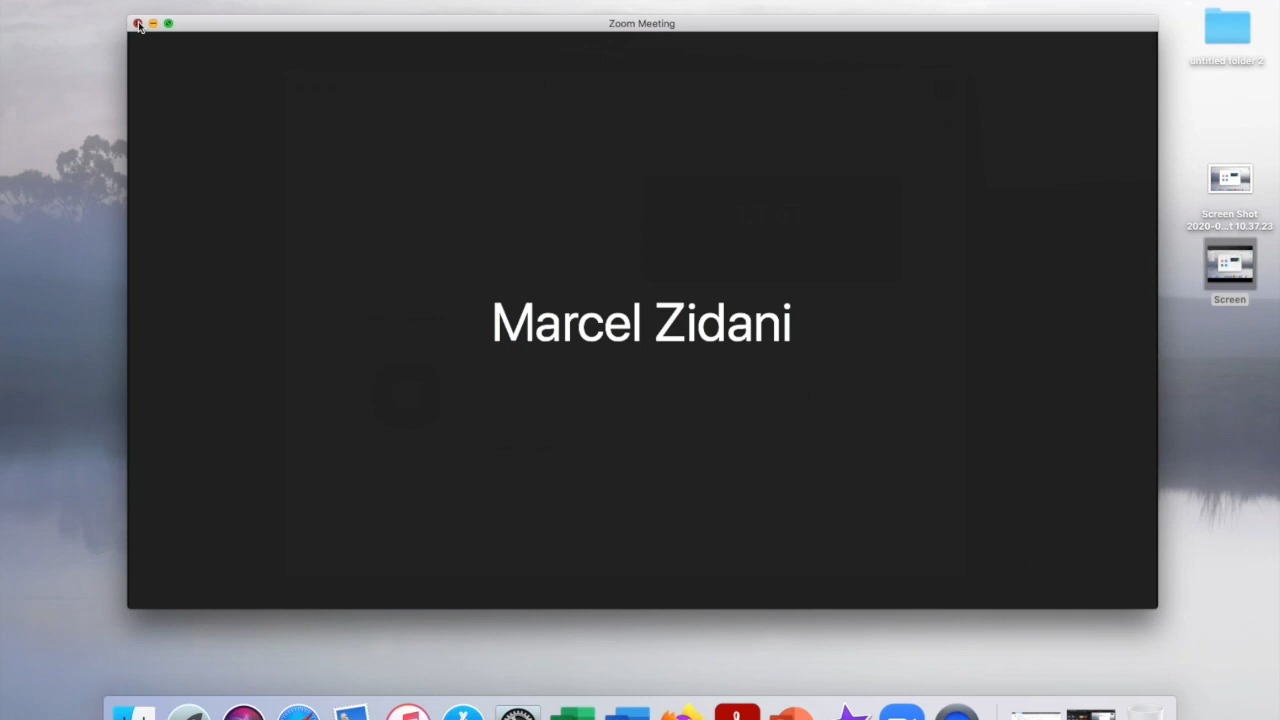 Zoom Meeting
untitled folder 2
Screen Shot
2020-0...t 10.37.23
Screen
Marcel Zidani